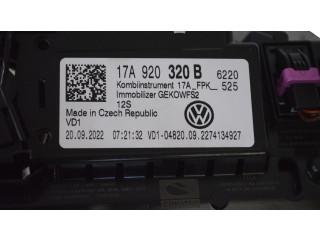 17A 920 320 B 6220
Kombiinstrument 17A_FPK_ 525
Immobilizer GEKOWFS2
12S
Made in Czech Republic
VD1
20.09.2022 07:21:32 VD1-04820.09.2274134927